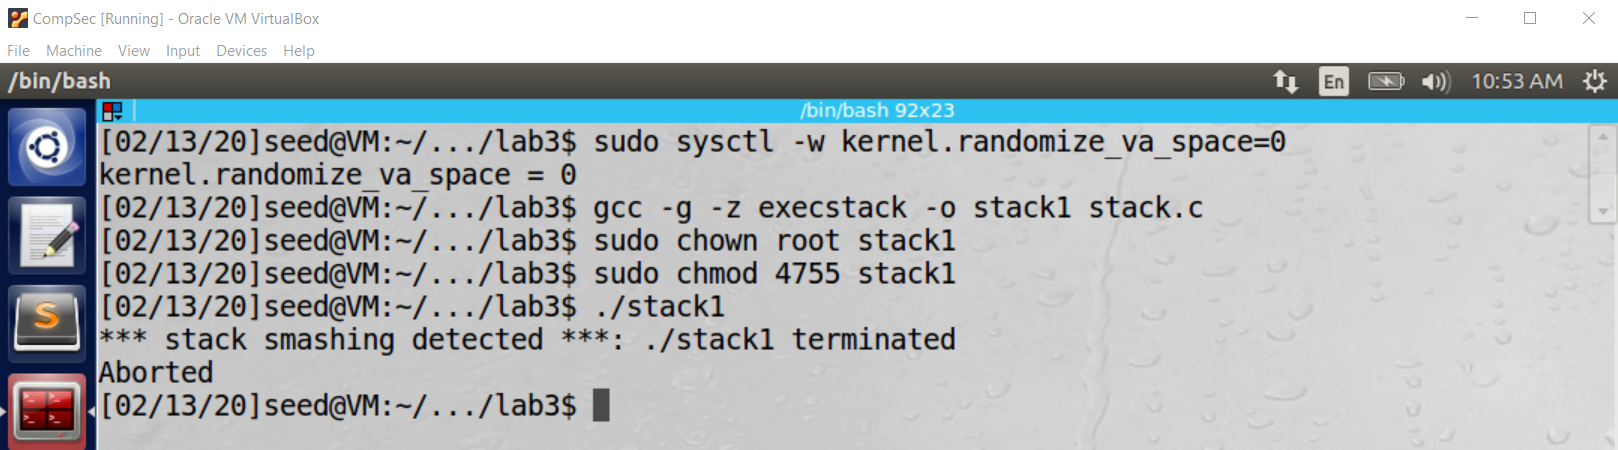 CompSec [Running] - Oracle VM VirtualBox
File Machine View Input Devices Help
/bin/bash En 10:53 AM
/bin/bash 92x23
[02/13/20]seed@VM:~/.../lab3$ sudo sysctl -w kernel.randomize_va_space=0
kernel.randomize_va_space = 0
[02/13/20]seed@VM:~/.../lab3$ gcc -g -z execstack -o stack1 stack.c
[02/13/20]seed@VM:~/.../lab3$ sudo chown root stack1
[02/13/20]seed@VM:~/.../lab3$ sudo chmod 4755 stack1
[02/13/20]seed@VM:~/.../lab3$ ./stack1
*** stack smashing detected ***: ./stack1 terminated
Aborted
[02/13/20]seed@VM:~/.../lab3$